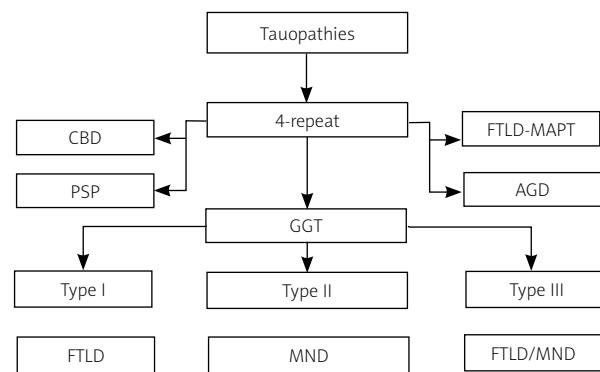 Tauopathies
4-repeat
CBD
FTLD-MAPT
PSP
AGD
GGT
Type I
Type II
Type III
FTLD
MND
FTLD/MND